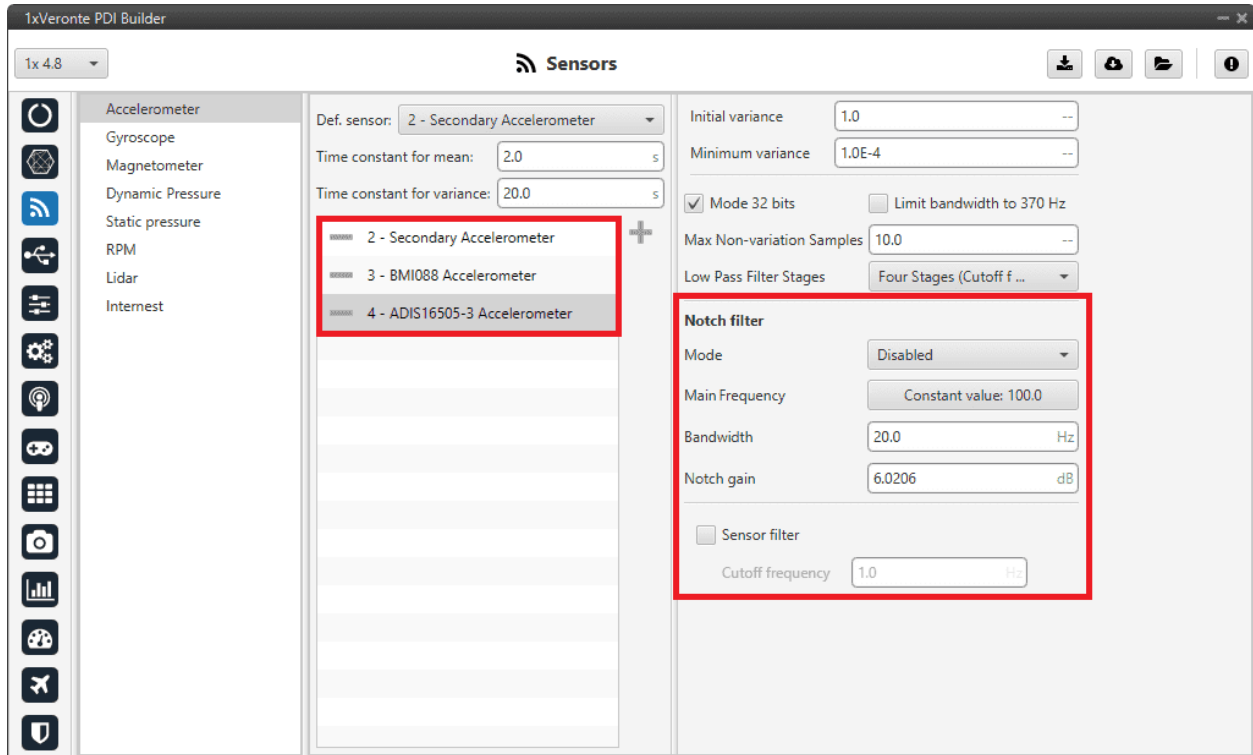 1xVeronte PDI Builder
1x 4.8
Sensors
Accelerometer
Gyroscope
Magnetometer
Dynamic Pressure
Static pressure
RPM
Lidar
Internest
Def. sensor: 2 - Secondary Accelerometer
Time constant for mean: 2.0 s
Time constant for variance: 20.0 s
2 - Secondary Accelerometer
3 - BMI088 Accelerometer
4 - ADIS16505-3 Accelerometer
Initial variance 1.0 --
Minimum variance 1.0E-4 --
Mode 32 bits Limit bandwidth to 370 Hz
Max Non-variation Samples 10.0 --
Low Pass Filter Stages Four Stages (Cutoff f ...
Notch filter
Mode Disabled
Main Frequency Constant value: 100.0
Bandwidth 20.0 Hz
Notch gain 6.0206 dB
Sensor filter
Cutoff frequency 1.0 Hz